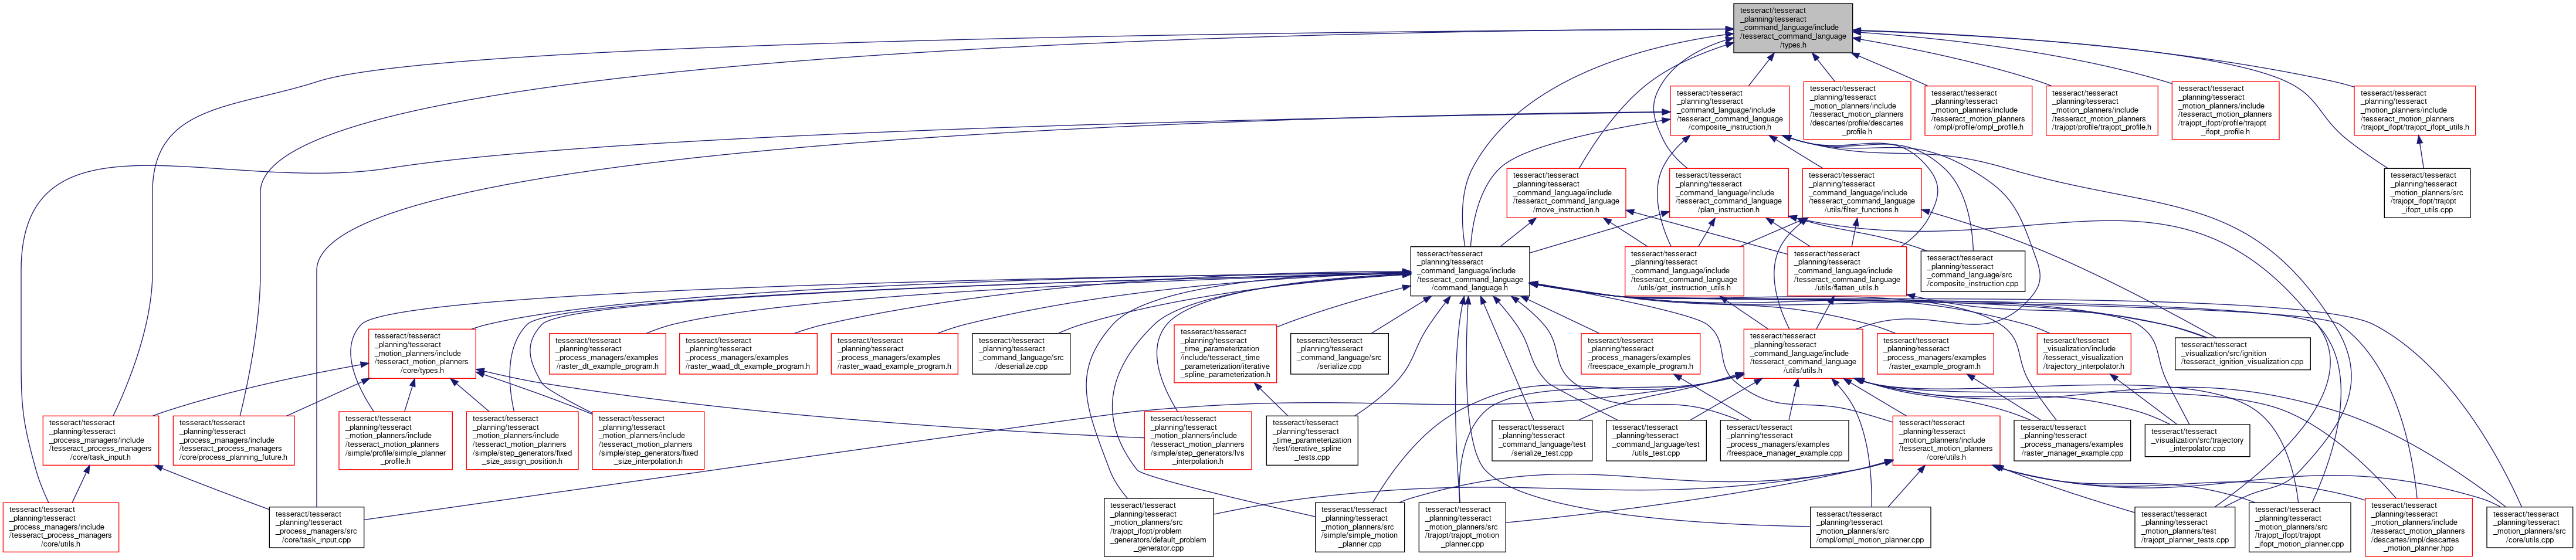 tesseract/tesseract
_planning/tesseract
_command_language/include
/tesseract_command_language
/types.h
tesseract/tesseract
_planning/tesseract
_command_language/include
/tesseract_command_language
/composite_instruction.h
tesseract/tesseract
_planning/tesseract
_motion_planners/include
/tesseract_motion_planners
/descartes/profile/descartes
_profile.h
tesseract/tesseract
_planning/tesseract
_motion_planners/include
/tesseract_motion_planners
/ompl/profile/ompl_profile.h
tesseract/tesseract
_planning/tesseract
_motion_planners/include
/tesseract_motion_planners
/trajopt/profile/trajopt_profile.h
tesseract/tesseract
_planning/tesseract
_motion_planners/include
/tesseract_motion_planners
/trajopt_ifopt/profile/trajopt
_ifopt_profile.h
tesseract/tesseract
_planning/tesseract
_motion_planners/include
/tesseract_motion_planners
/trajopt_ifopt/trajopt_ifopt_utils.h
tesseract/tesseract
_planning/tesseract
_command_language/include
/tesseract_command_language
/move_instruction.h
tesseract/tesseract
_planning/tesseract
_command_language/include
/tesseract_command_language
/plan_instruction.h
tesseract/tesseract
_planning/tesseract
_command_language/include
/tesseract_command_language
/utils/filter_functions.h
tesseract/tesseract
_planning/tesseract
_motion_planners/src
/trajopt_ifopt/trajopt
_ifopt_utils.cpp
tesseract/tesseract
_planning/tesseract
_command_language/include
/tesseract_command_language
/command_language.h
tesseract/tesseract
_planning/tesseract
_command_language/include
/tesseract_command_language
/utils/get_instruction_utils.h
tesseract/tesseract
_planning/tesseract
_command_language/include
/tesseract_command_language
/utils/flatten_utils.h
tesseract/tesseract
_planning/tesseract
_command_language/src
/composite_instruction.cpp
tesseract/tesseract
_planning/tesseract
_motion_planners/include
/tesseract_motion_planners
/core/types.h
tesseract/tesseract
_planning/tesseract
_process_managers/examples
/raster_dt_example_program.h
tesseract/tesseract
_planning/tesseract
_process_managers/examples
/raster_waad_dt_example_program.h
tesseract/tesseract
_planning/tesseract
_process_managers/examples
/raster_waad_example_program.h
tesseract/tesseract
_planning/tesseract
_command_language/src
/deserialize.cpp
tesseract/tesseract
_planning/tesseract
_time_parameterization
/include/tesseract_time
_parameterization/iterative
_spline_parameterization.h
tesseract/tesseract
_planning/tesseract
_command_language/src
/serialize.cpp
tesseract/tesseract
_planning/tesseract
_process_managers/examples
/freespace_example_program.h
tesseract/tesseract
_planning/tesseract
_command_language/include
/tesseract_command_language
/utils/utils.h
tesseract/tesseract
_planning/tesseract
_process_managers/examples
/raster_example_program.h
tesseract/tesseract
_visualization/include
/tesseract_visualization
/trajectory_interpolator.h
tesseract/tesseract
_visualization/src/ignition
/tesseract_ignition_visualization.cpp
tesseract/tesseract
_planning/tesseract
_process_managers/include
/tesseract_process_managers
/core/task_input.h
tesseract/tesseract
_planning/tesseract
_process_managers/include
/tesseract_process_managers
/core/process_planning_future.h
tesseract/tesseract
_planning/tesseract
_motion_planners/include
/tesseract_motion_planners
/simple/profile/simple_planner
_profile.h
tesseract/tesseract
_planning/tesseract
_motion_planners/include
/tesseract_motion_planners
/simple/step_generators/fixed
_size_assign_position.h
tesseract/tesseract
_planning/tesseract
_motion_planners/include
/tesseract_motion_planners
/simple/step_generators/fixed
_size_interpolation.h
tesseract/tesseract
_planning/tesseract
_motion_planners/include
/tesseract_motion_planners
/simple/step_generators/lvs
_interpolation.h
tesseract/tesseract
_planning/tesseract
_time_parameterization
/test/iterative_spline
_tests.cpp
tesseract/tesseract
_planning/tesseract
_command_language/test
/serialize_test.cpp
tesseract/tesseract
_planning/tesseract
_command_language/test
/utils_test.cpp
tesseract/tesseract
_planning/tesseract
_process_managers/examples
/freespace_manager_example.cpp
tesseract/tesseract
_planning/tesseract
_motion_planners/include
/tesseract_motion_planners
/core/utils.h
tesseract/tesseract
_planning/tesseract
_process_managers/examples
/raster_manager_example.cpp
tesseract/tesseract
_visualization/src/trajectory
_interpolator.cpp
tesseract/tesseract
_planning/tesseract
_process_managers/include
/tesseract_process_managers
/core/utils.h
tesseract/tesseract
_planning/tesseract
_process_managers/src
/core/task_input.cpp
tesseract/tesseract
_planning/tesseract
_motion_planners/src
/trajopt_ifopt/problem
_generators/default_problem
_generator.cpp
tesseract/tesseract
_planning/tesseract
_motion_planners/src
/simple/simple_motion
_planner.cpp
tesseract/tesseract
_planning/tesseract
_motion_planners/src
/trajopt/trajopt_motion
_planner.cpp
tesseract/tesseract
_planning/tesseract
_motion_planners/src
/ompl/ompl_motion_planner.cpp
tesseract/tesseract
_planning/tesseract
_motion_planners/test
/trajopt_planner_tests.cpp
tesseract/tesseract
_planning/tesseract
_motion_planners/src
/trajopt_ifopt/trajopt
_ifopt_motion_planner.cpp
tesseract/tesseract
_planning/tesseract
_motion_planners/include
/tesseract_motion_planners
/descartes/impl/descartes
_motion_planner.hpp
tesseract/tesseract
_planning/tesseract
_motion_planners/src
/core/utils.cpp